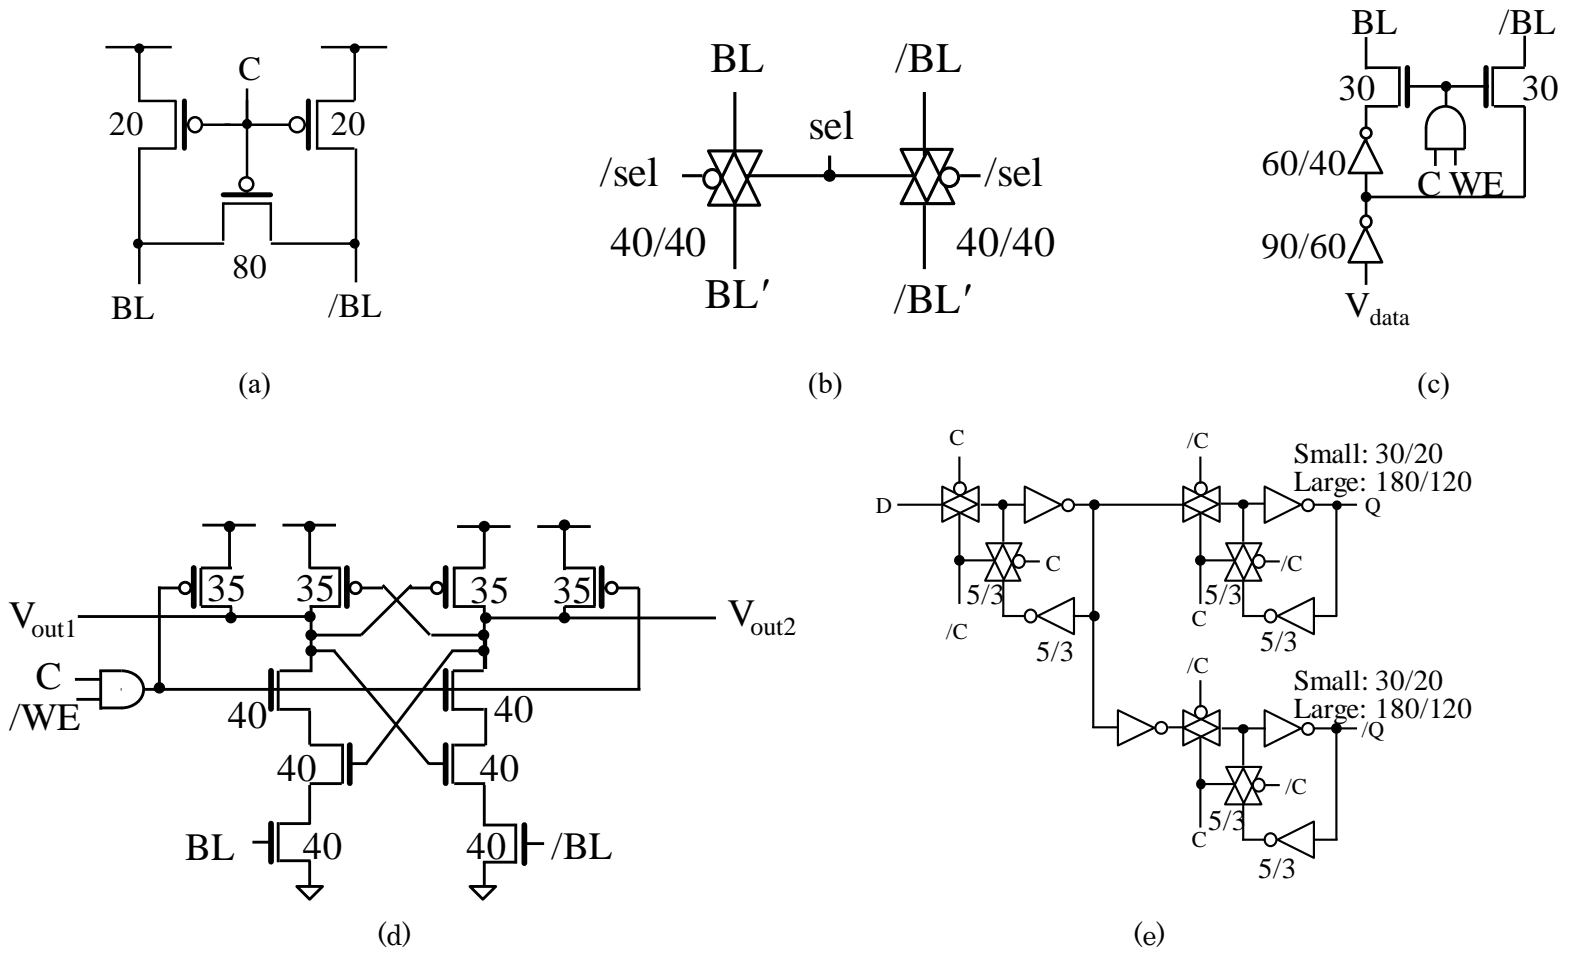 C
20
20
80
BL
/BL
(a)
BL
/BL
sel
/sel
/sel
40/40
40/40
BL′
/BL′
(b)
BL
/BL
30
30
60/40
C WE
90/60
Vdata
(c)
35
35
35
35
Vout1
Vout2
C
/WE
40
40
40
40
BL
40
40
/BL
(d)
C
/C
Small: 30/20
Large: 180/120
D
Q
C
/C
5/3
5/3
/C
C
5/3
5/3
/C
Small: 30/20
Large: 180/120
/Q
/C
5/3
C
5/3
(e)